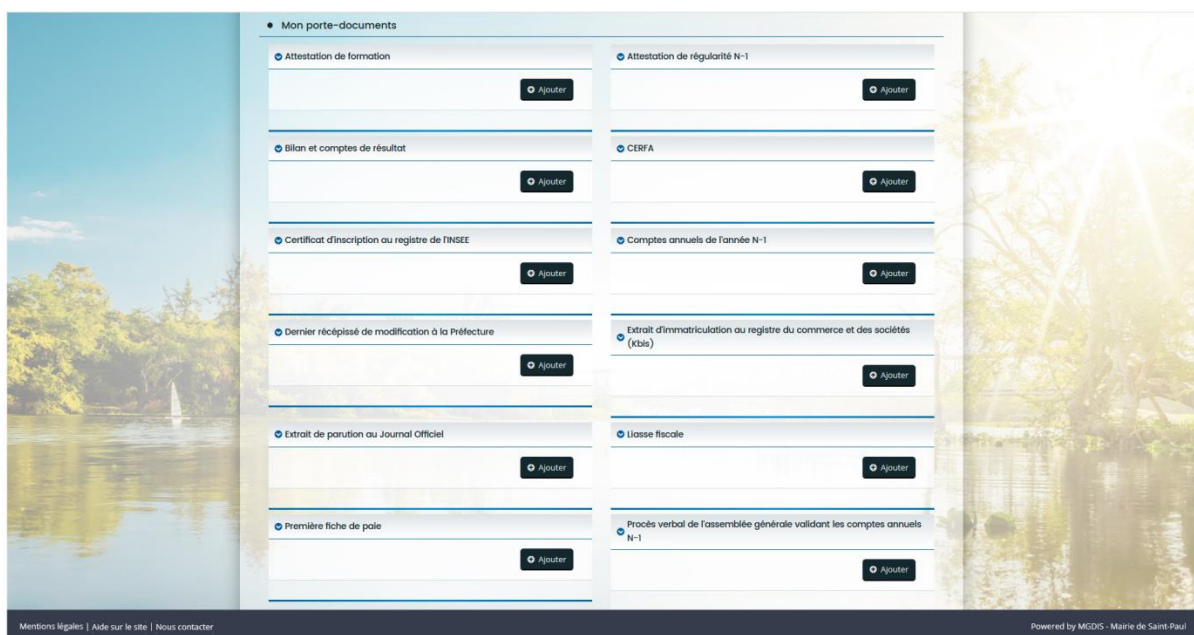 Mon porte-documents
Attestation de formation
Attestation de régularité N-1
Ajouter
Ajouter
Bilan et comptes de résultat
CERFA
Ajouter
Ajouter
Certificat d'inscription au registre de l'INSEE
Comptes annuels de l'année N-1
Ajouter
Ajouter
Dernier récépissé de modification à la Préfecture
Extrait d'immatriculation au registre du commerce et des sociétés
(Kbis)
Ajouter
Ajouter
Extrait de parution au Journal Officiel
Liasse fiscale
Ajouter
Ajouter
Première fiche de paie
Procès verbal de l'assemblée générale validant les comptes annuels
N-1
Ajouter
Ajouter
Mentions légales | Aide sur le site | Nous contacter
Powered by MGDIS - Mairie de Saint-Paul